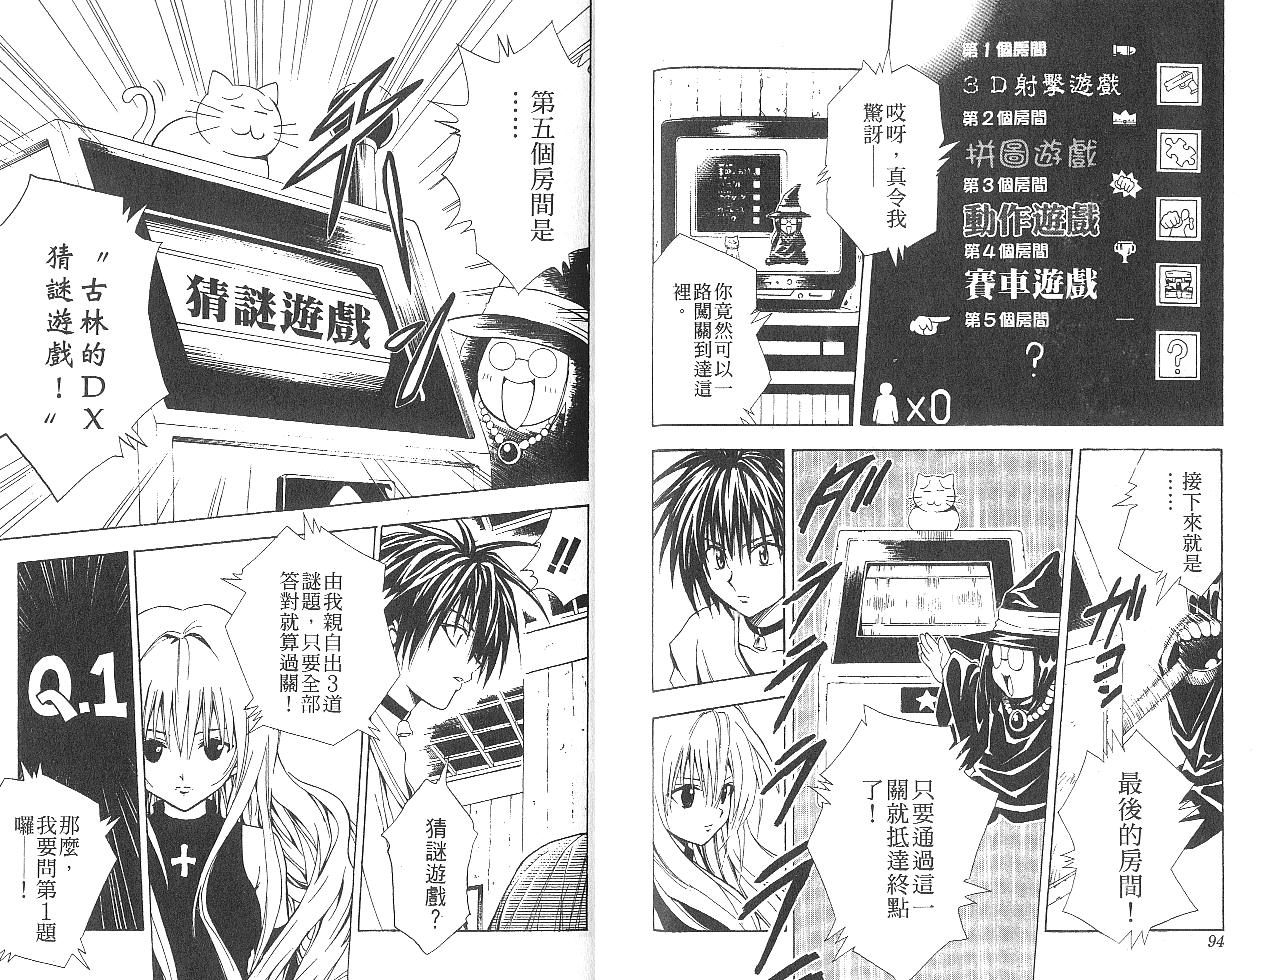 第1個房間
3D射擊遊戲
第2個房間
拼圖遊戲
第3個房間
動作遊戲
第4個房間
賽車遊戲
第5個房間
?
?
x0
哎呀，真令我
驚訝——
你竟然可以一
路闖關到達這
裡。
接下來就是
……
最後的房間！
只要通過這一
關就抵達終點
了！
94
第五個房間是
……
猜謎遊戲
〝古林的DX
猜謎遊戲！〞
!!
猜謎遊戲？
由我親自出3道
謎題，只要全部
答對就算過關！
Q.1
那麼，
我要問第1題
囉——！